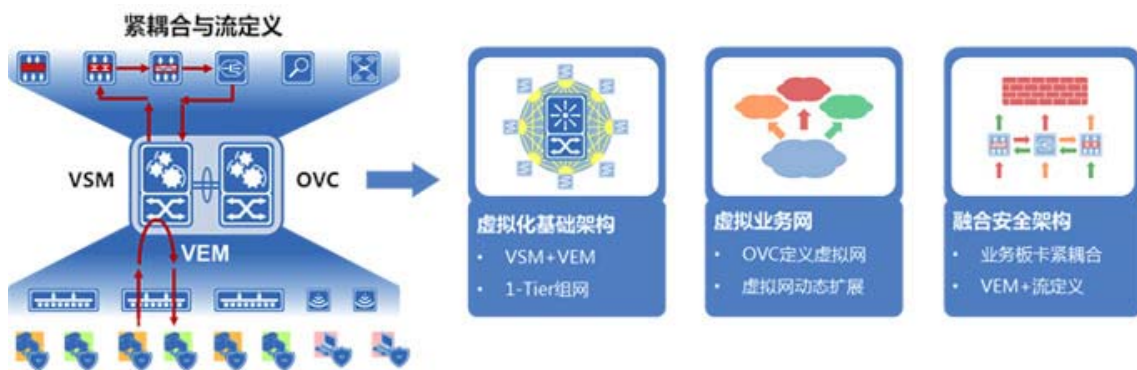 紧耦合与流定义
VSM
OVC
VEM
虚拟化基础架构
• VSM+VEM
• 1-Tier组网
虚拟业务网
• OVC定义虚拟网
• 虚拟网动态扩展
融合安全架构
• 业务板卡紧耦合
• VEM+流定义